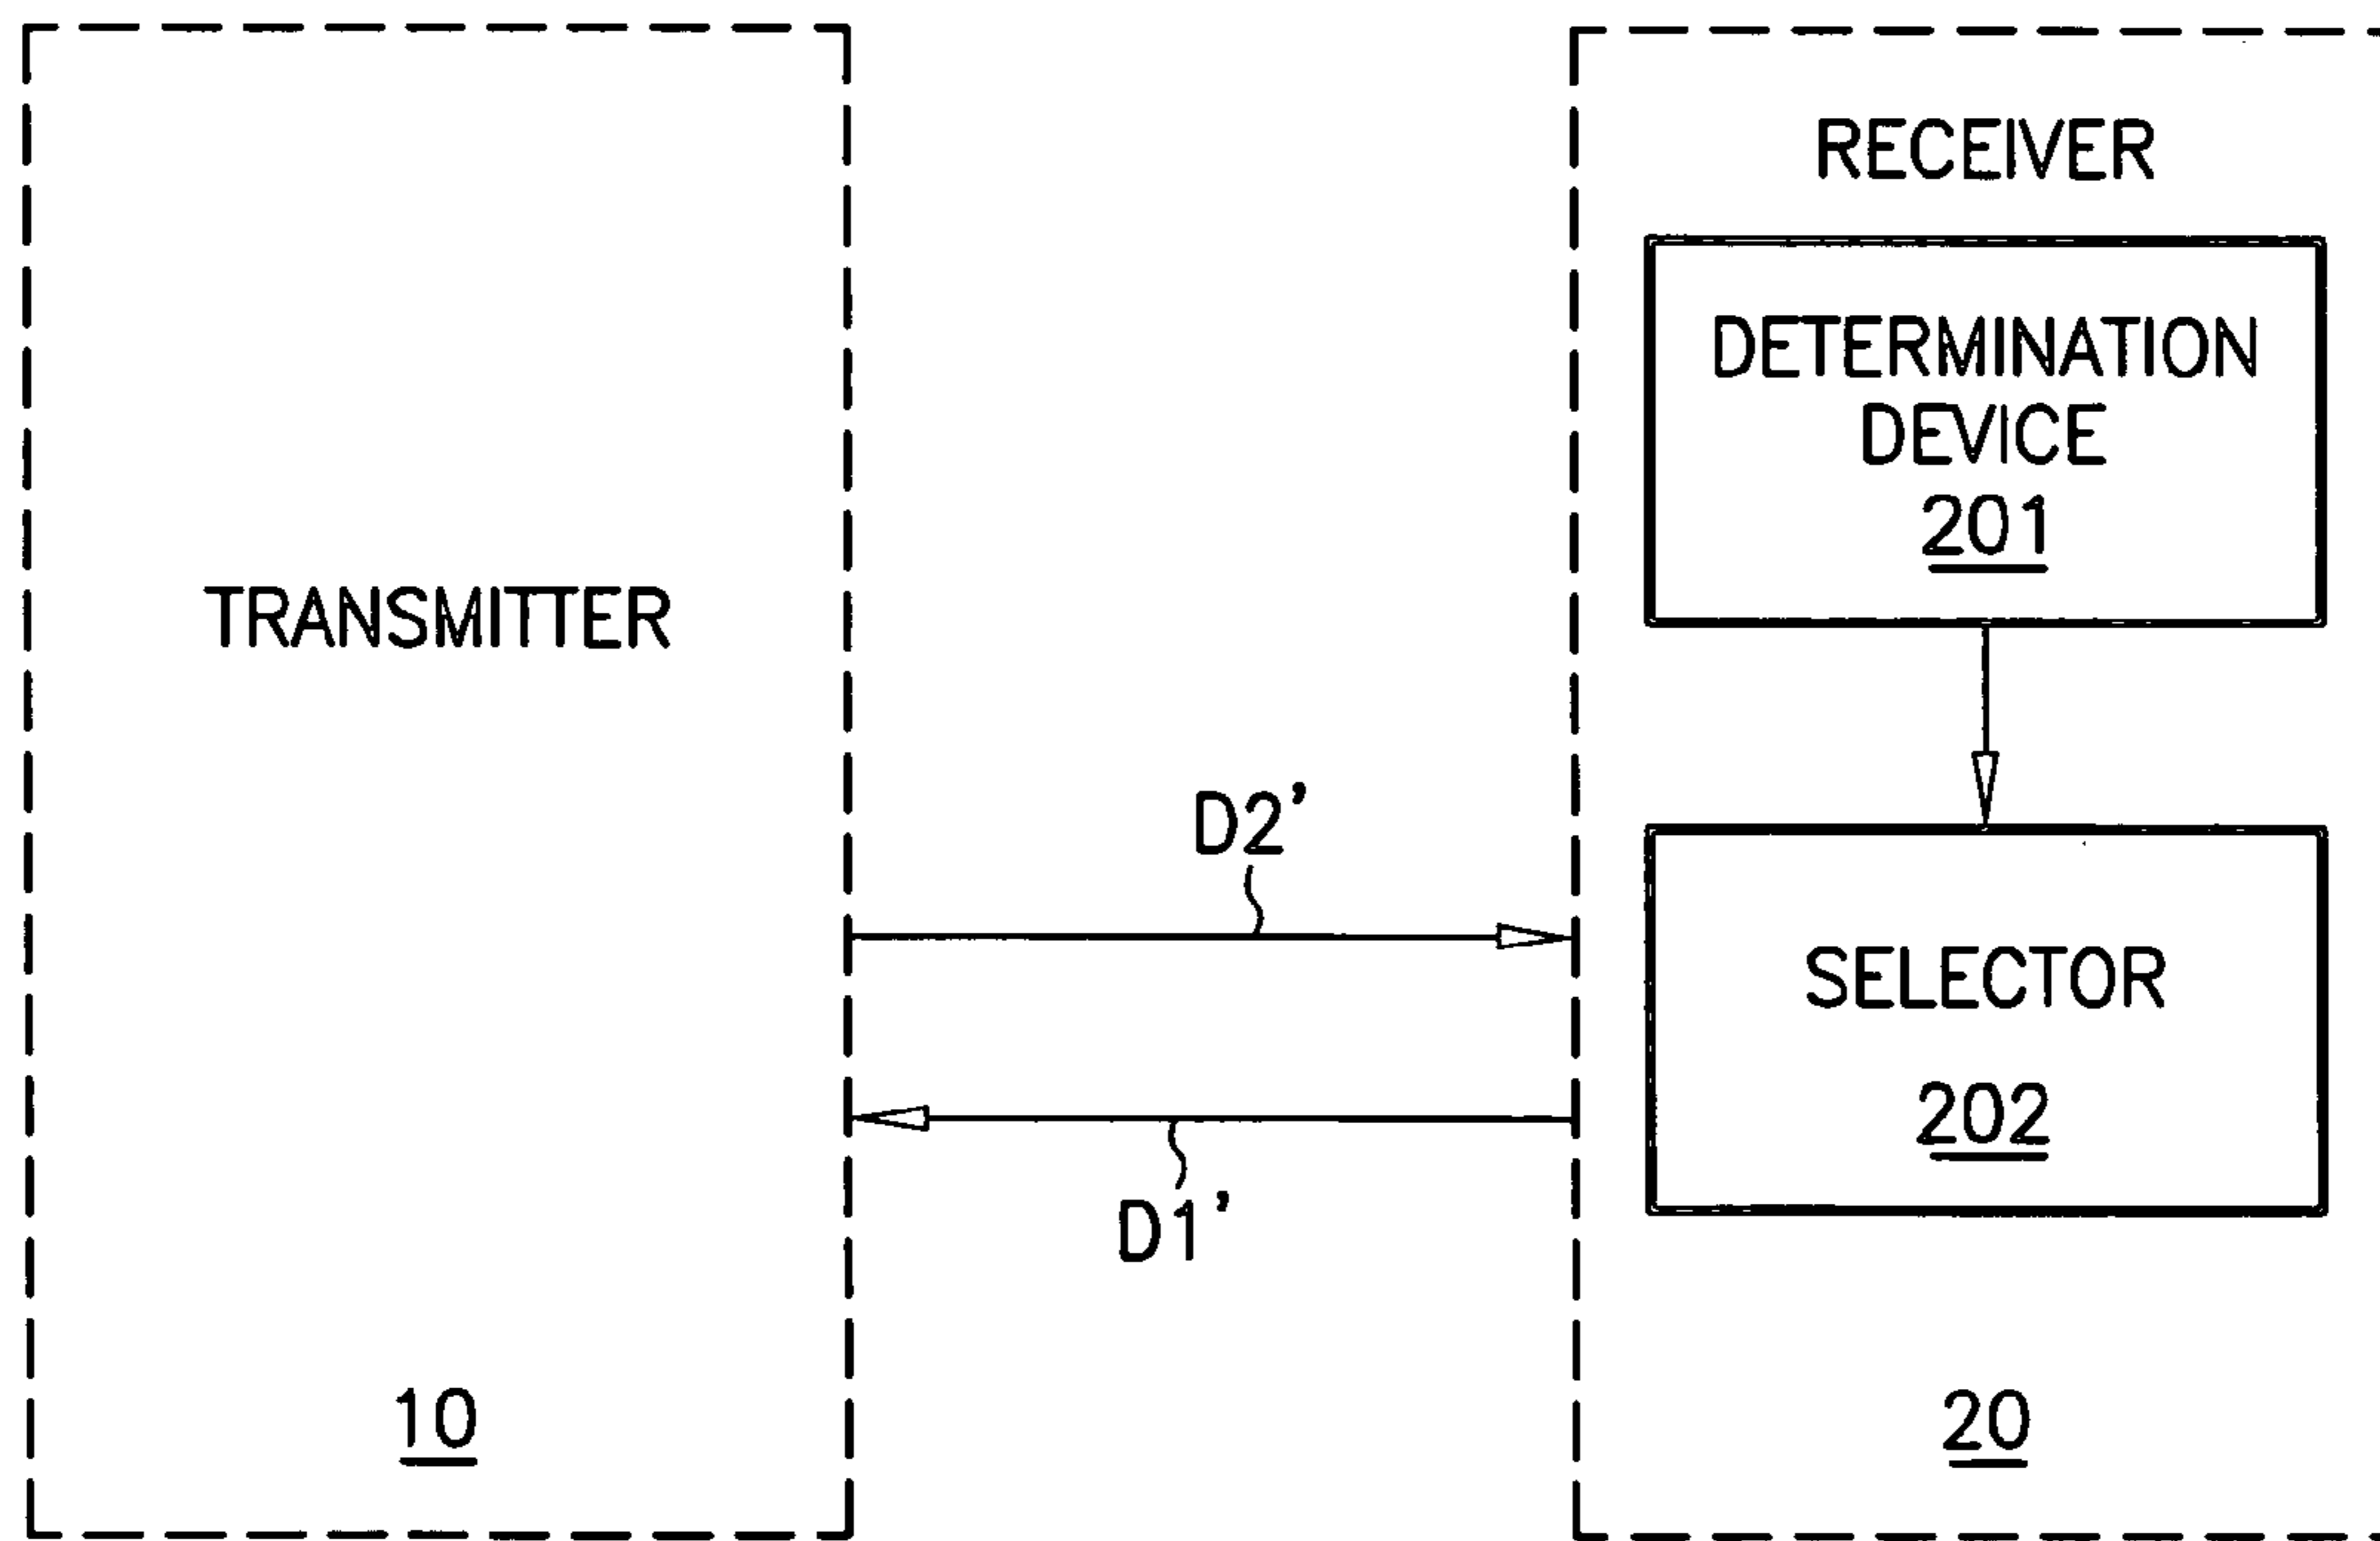 TRANSMITTER
10
D2'
D1'
RECEIVER
DETERMINATION
DEVICE
201
SELECTOR
202
20